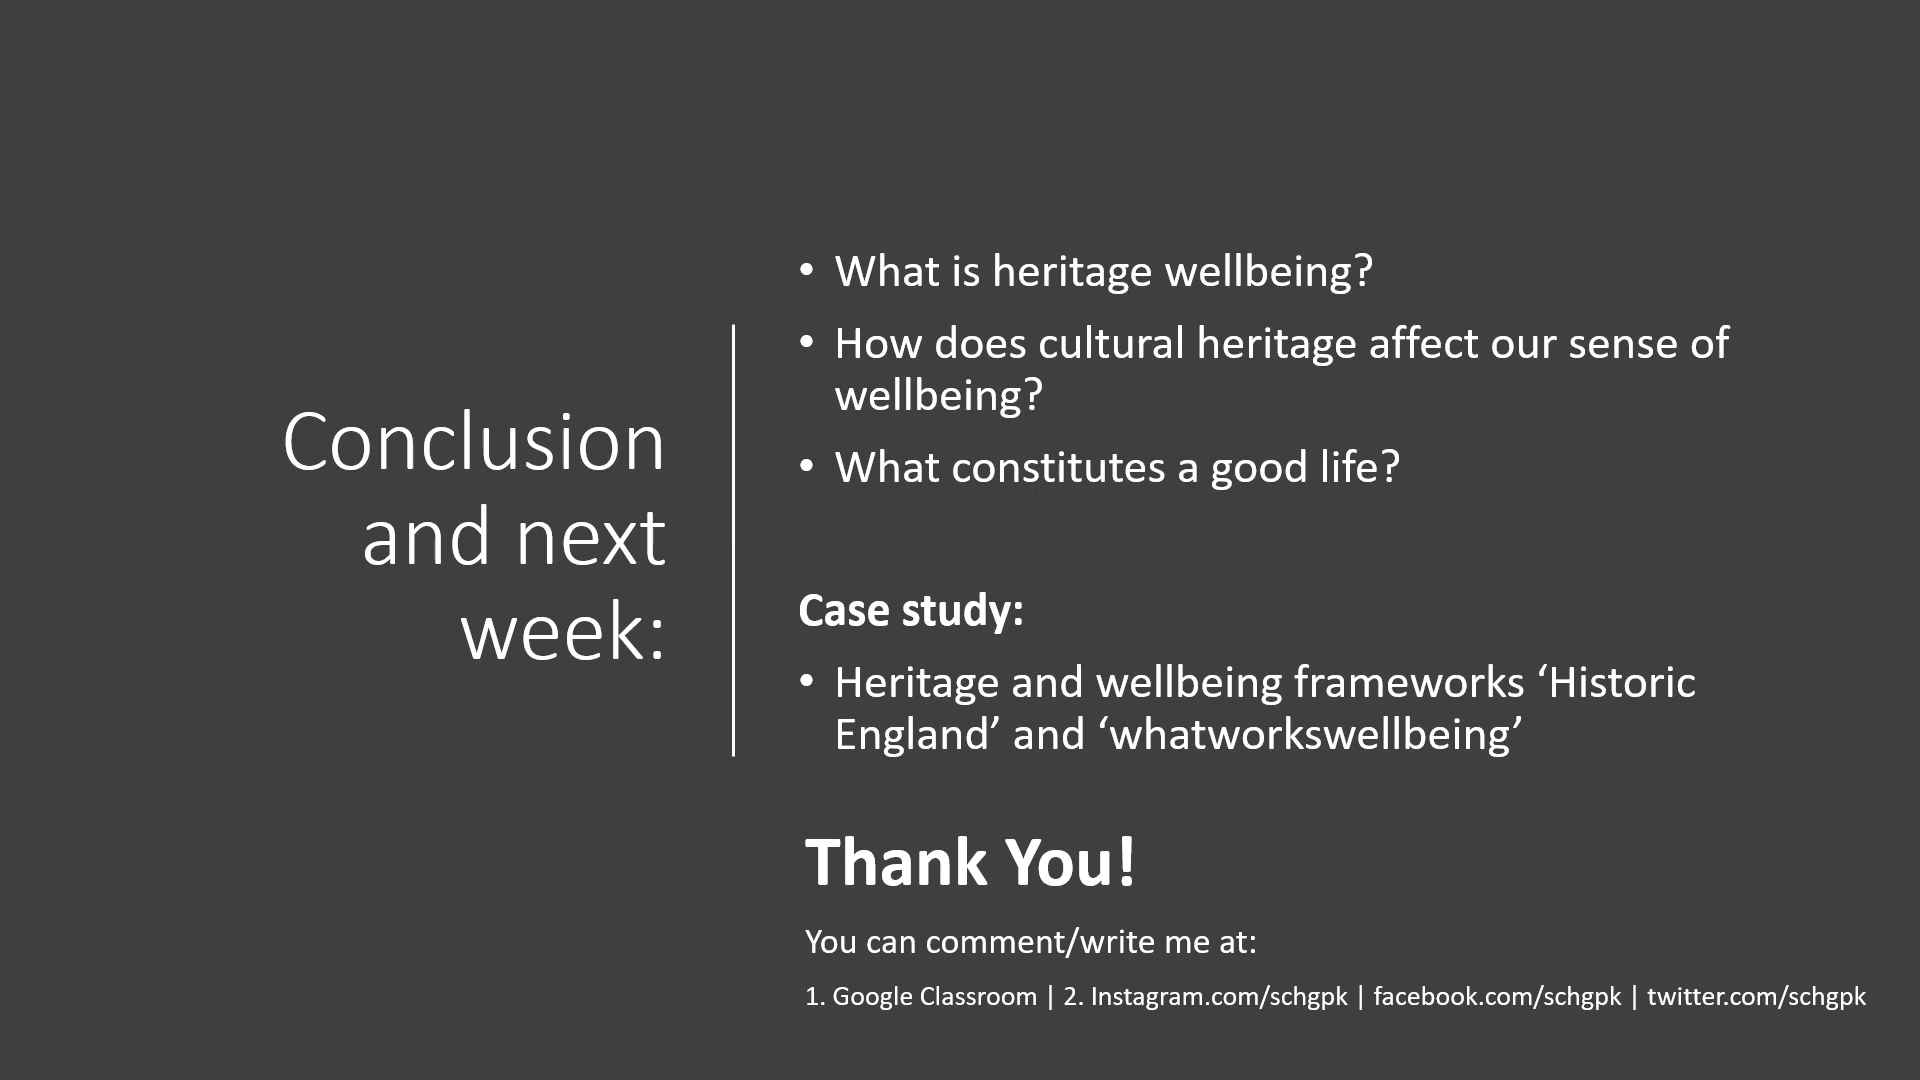 Conclusion
and next
week:
• What is heritage wellbeing?
• How does cultural heritage affect our sense of
wellbeing?
• What constitutes a good life?
Case study:
• Heritage and wellbeing frameworks ‘Historic
England’ and ‘whatworkswellbeing’
Thank You!
You can comment/write me at:
1. Google Classroom | 2. Instagram.com/schgpk | facebook.com/schgpk | twitter.com/schgpk